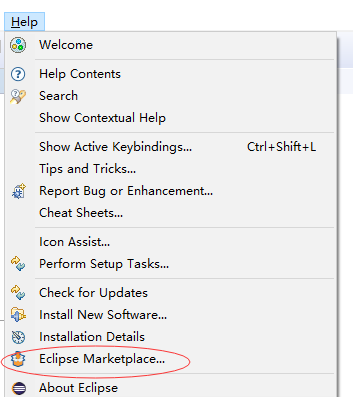 Help
Welcome
Help Contents
Search
Show Contextual Help
Show Active Keybindings... Ctrl+Shift+L
Tips and Tricks...
Report Bug or Enhancement...
Cheat Sheets...
Icon Assist...
Perform Setup Tasks...
Check for Updates
Install New Software...
Installation Details
Eclipse Marketplace...
About Eclipse